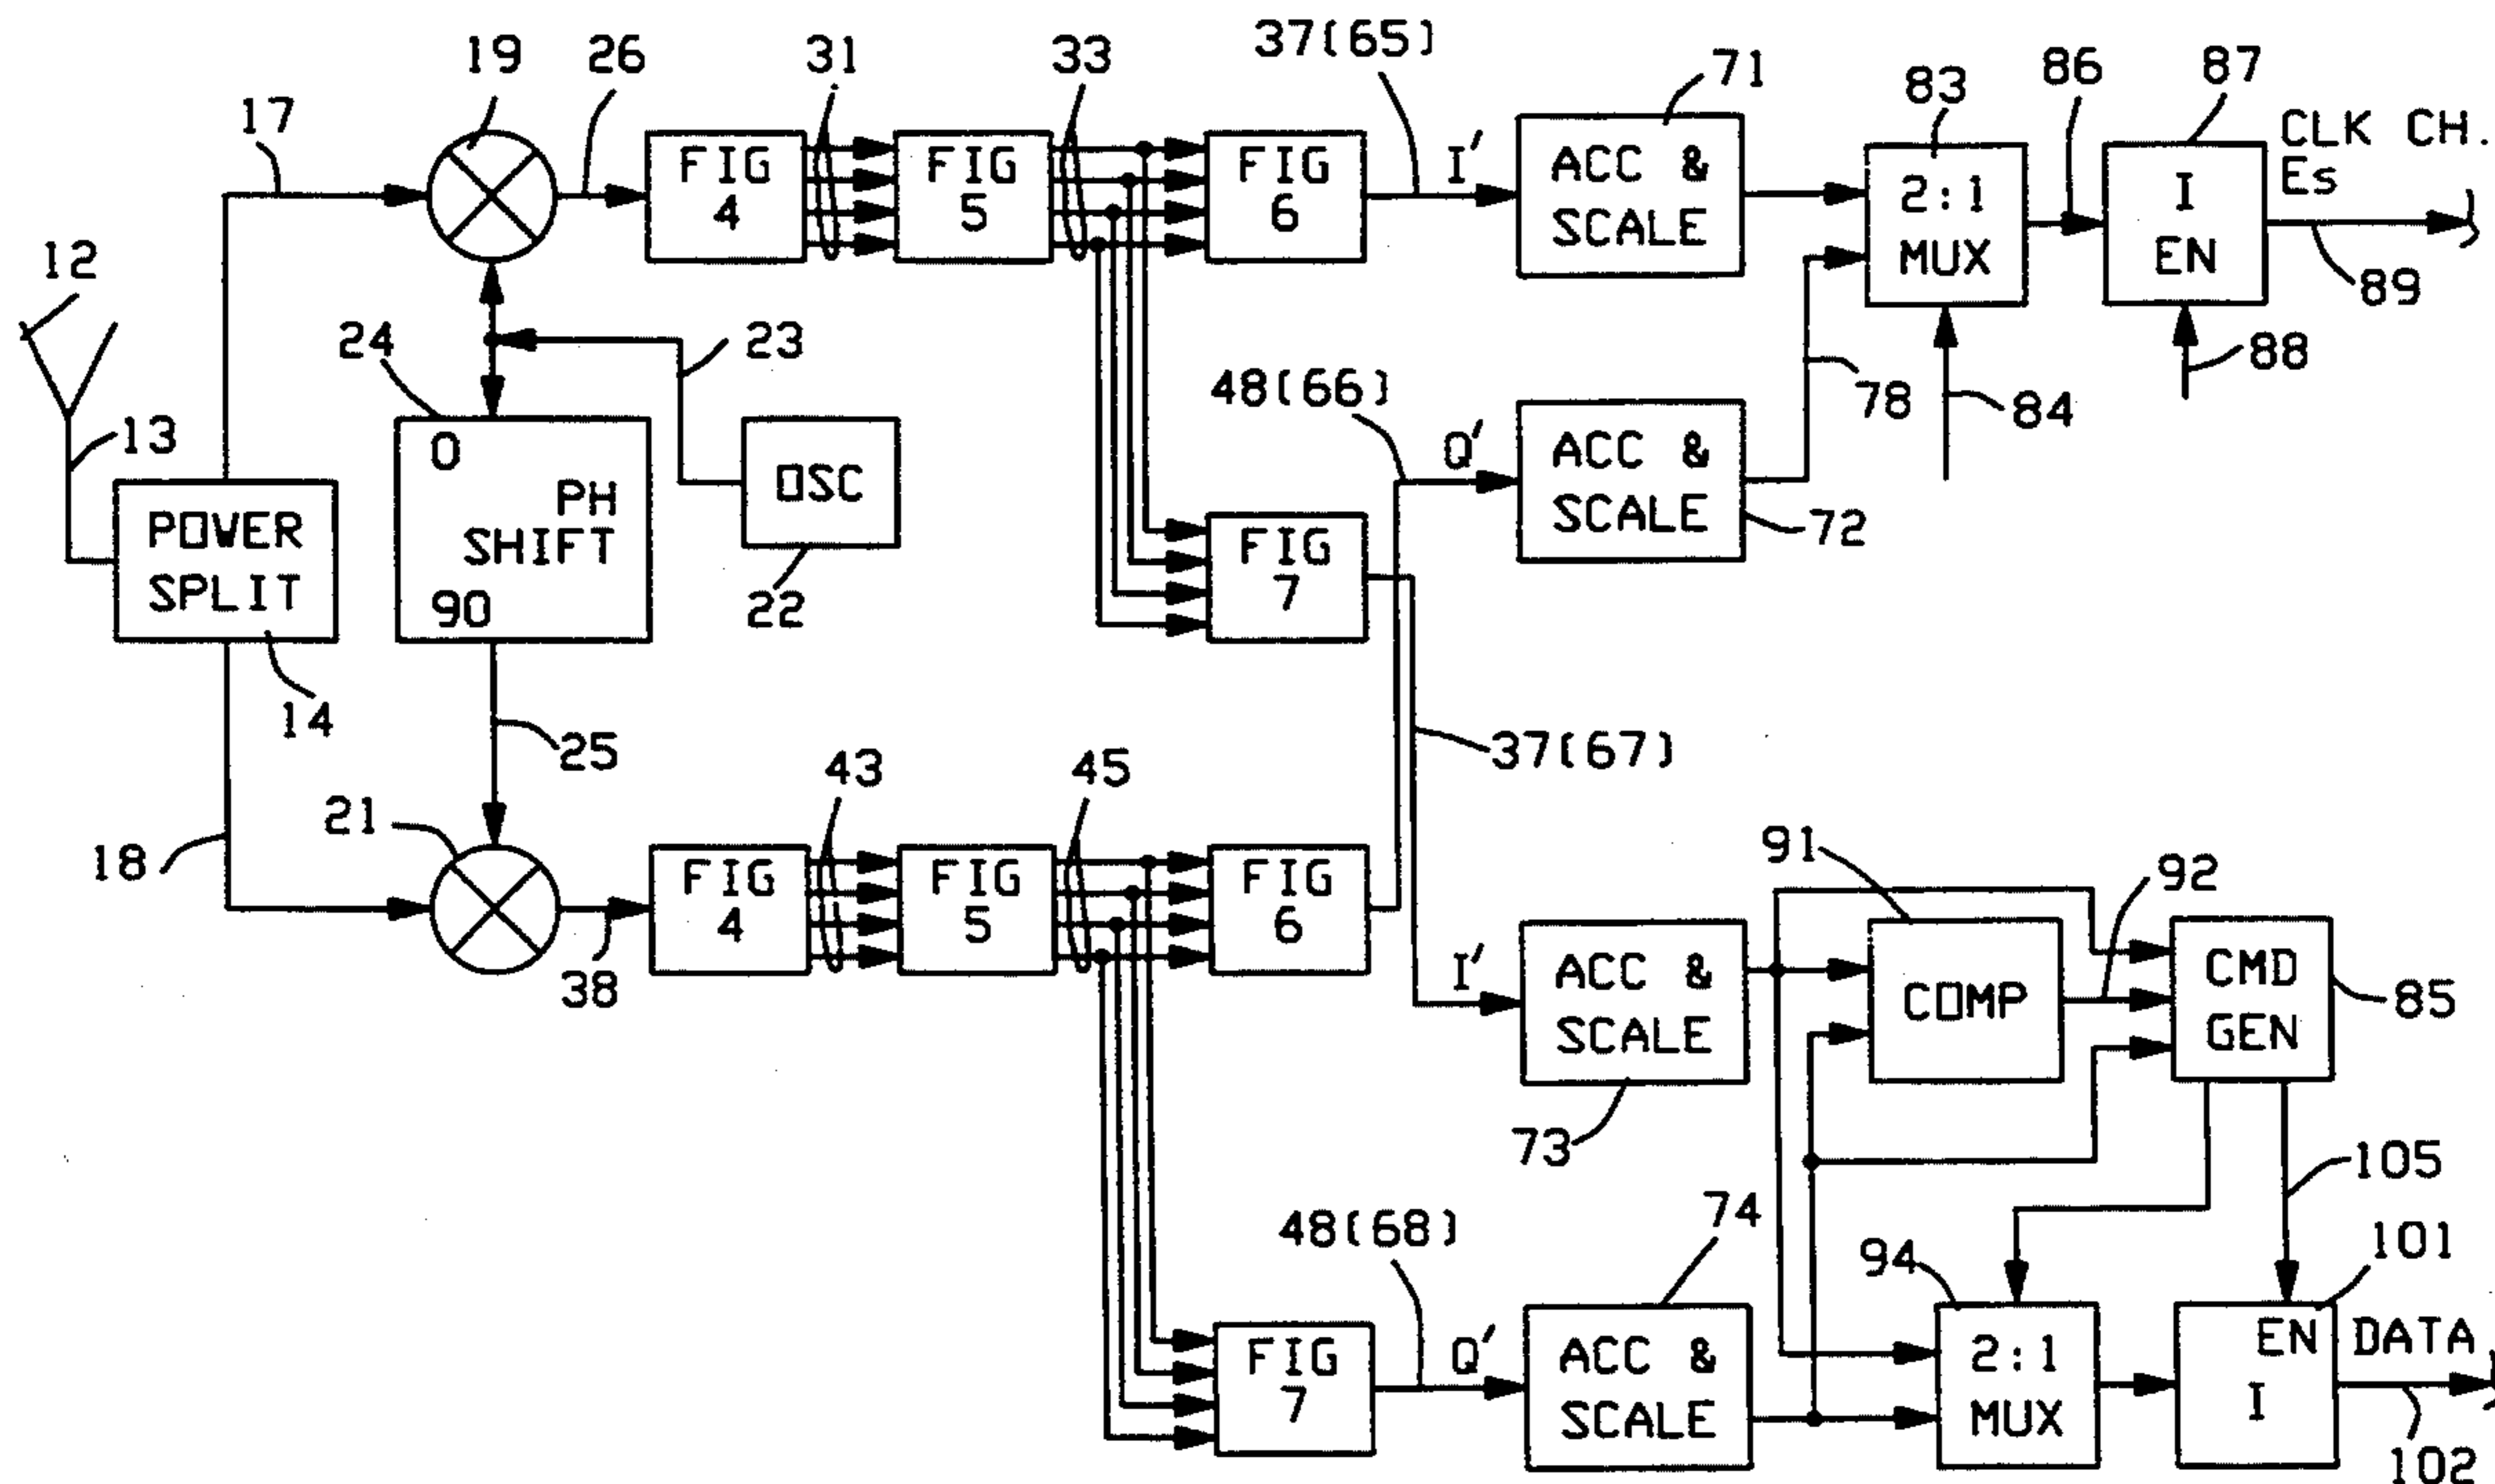 19
26
31
33
37(65)
71
83
86
87
17
FIG
4
FIG
5
FIG
6
I'
ACC &
SCALE
2:1
MUX
I
EN
CLK CH.
Es
89
12
24
23
48(66)
78
84
88
13
0
PH
SHIFT
90
OSC
22
Q'
ACC &
SCALE
72
POWER
SPLIT
14
FIG
7
25
37(67)
43
45
21
18
38
FIG
4
FIG
5
FIG
6
91
92
I'
ACC &
SCALE
73
COMP
CMD
GEN
85
105
74
48(68)
94
101
FIG
7
Q'
ACC &
SCALE
2:1
MUX
EN
I
DATA
102